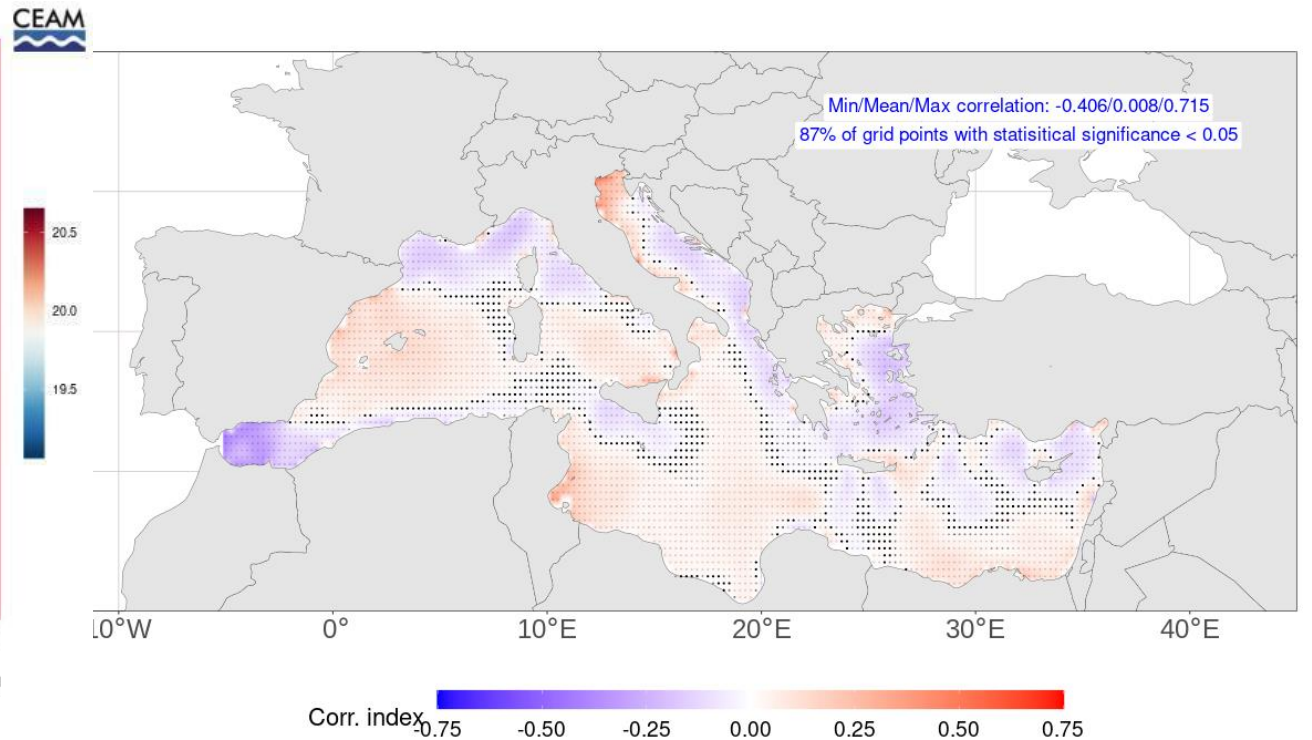 CEAM
Min/Mean/Max correlation: -0.406/0.008/0.715
87% of grid points with statisitical significance < 0.05
20.5
20.0
19.5
10°W 0° 10°E 20°E 30°E 40°E
Corr. index
-0.75 -0.50 -0.25 0.00 0.25 0.50 0.75